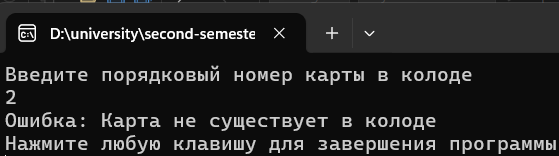 D:\university\second-semeste
Введите порядковый номер карты в колоде
2
Ошибка: Карта не существует в колоде
Нажмите любую клавишу для завершения программы